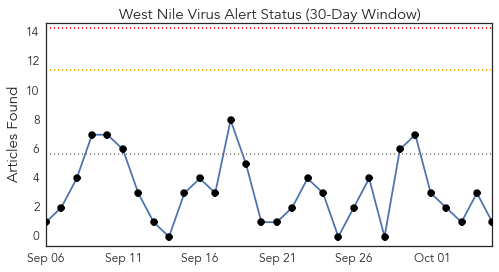 West Nile Virus Alert Status (30-Day Window)
Articles Found
14
12
10
8
6
4
2
0
Sep 06 Sep 11 Sep 16 Sep 21 Sep 26 Oct 01